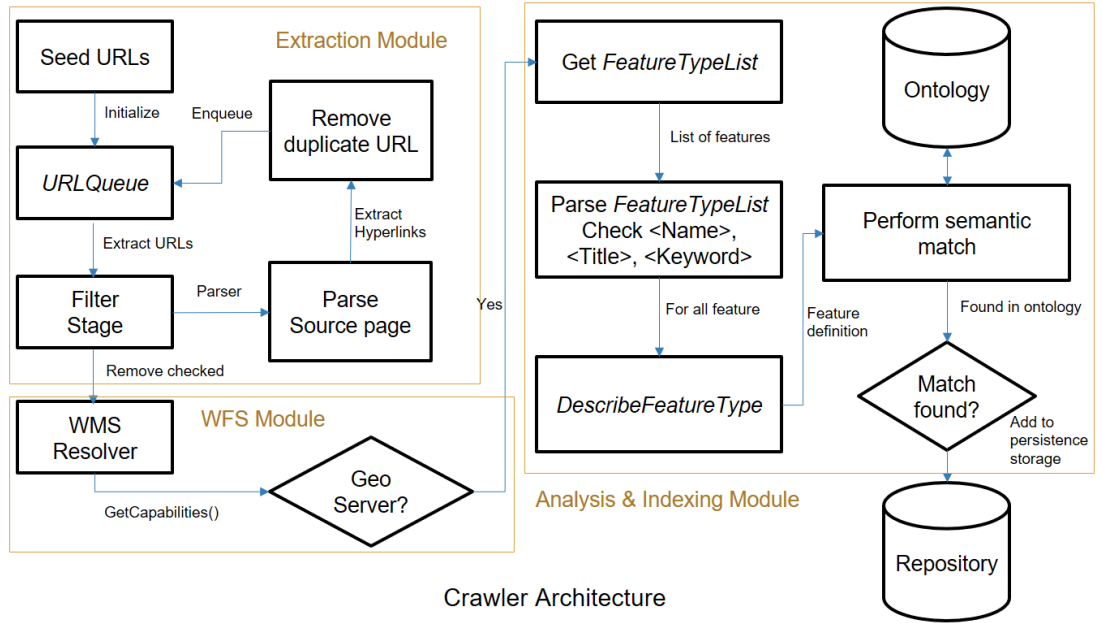 Extraction Module
Seed URLs
Initialize
Enqueue
Remove
duplicate URL
URLQueue
Extract
Hyperlinks
Extract URLs
Filter
Stage
Parser
Parse
Source page
Remove checked
WFS Module
WMS
Resolver
GetCapabilities()
Geo
Server?
Yes
Get FeatureTypeList
List of features
Parse FeatureTypeList
Check <Name>,
<Title>, <Keyword>
For all feature
DescribeFeatureType
Feature
definition
Ontology
Perform semantic
match
Found in ontology
Match
found?
Add to
persistence
storage
Analysis & Indexing Module
Repository
Crawler Architecture